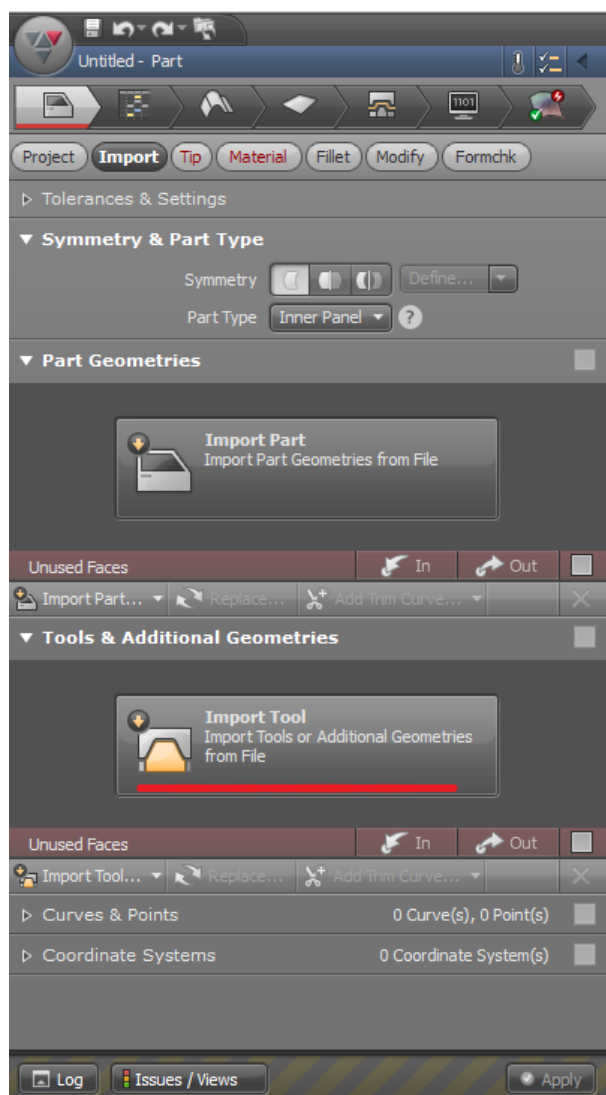 Untitled - Part
1101
Project Import Tip Material Fillet Modify Formchk
Tolerances & Settings
Symmetry & Part Type
Symmetry Define...
Part Type Inner Panel ?
Part Geometries
Import Part
Import Part Geometries from File
Unused Faces In Out
Import Part... Replace... Add Trim Curve...
Tools & Additional Geometries
Import Tool
Import Tools or Additional Geometries
from File
Unused Faces In Out
Import Tool... Replace... Add Trim Curve...
Curves & Points 0 Curve(s), 0 Point(s)
Coordinate Systems 0 Coordinate System(s)
Log Issues / Views Apply